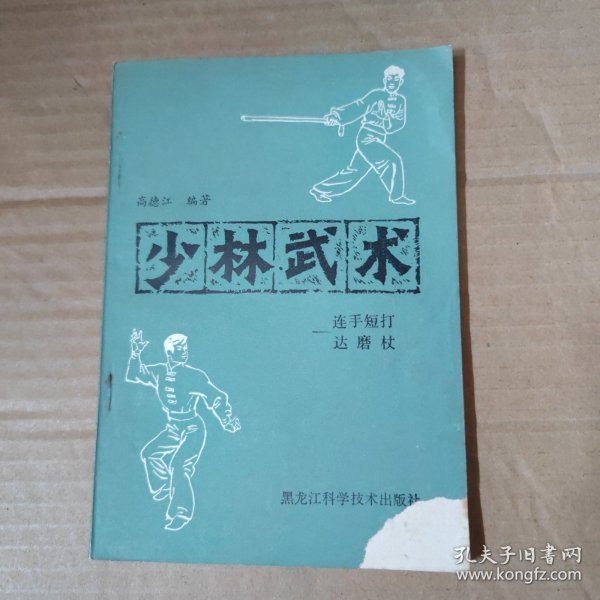 高德江 编著
少林武术
——连手短打
达磨杖
黑龙江科学技术出版社
孔夫子旧书网
www.kongfz.com